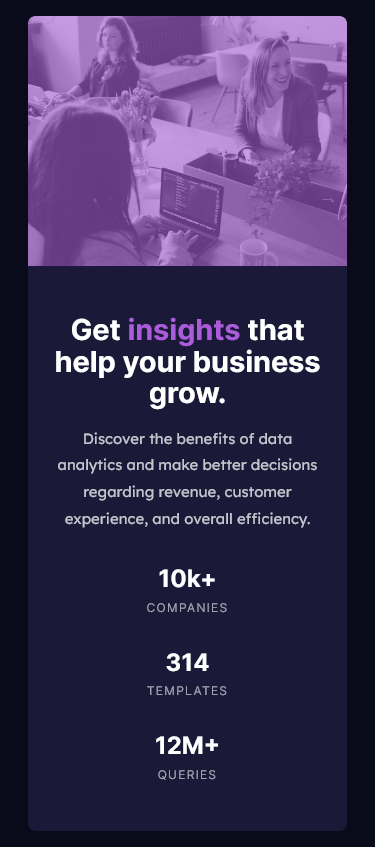 Get insights that
help your business
grow.
Discover the benefits of data
analytics and make better decisions
regarding revenue, customer
experience, and overall efficiency.
10k+
COMPANIES
314
TEMPLATES
12M+
QUERIES